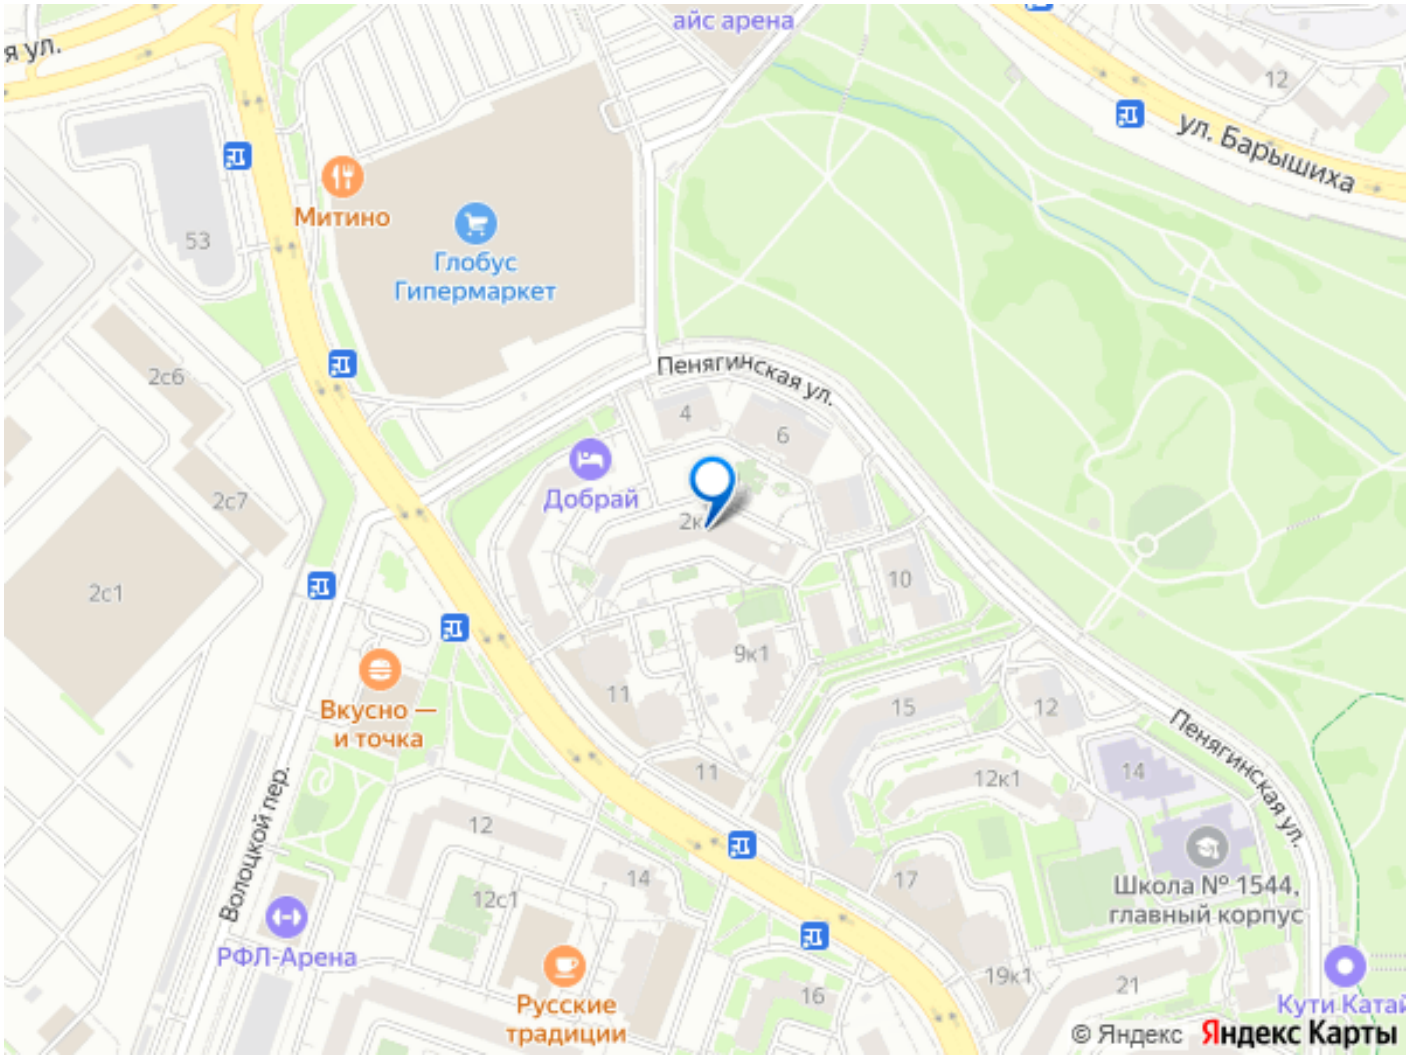 айс арена
я ул.
12
ул. Барышиха
Митино
53
Глобус
Гипермаркет
2с6
Пенягинская ул.
4
6
Добрай
2с7
2к
2с1
10
9к1
11
Вкусно —
и точка
15
12
Пенягинская ул.
11
12к1
14
Волоцкой пер.
12
14
12с1
17
Школа № 1544,
главный корпус
РФЛ-Арена
19к1
21
16
Русские
традиции
Кути Катай
© Яндекс Яндекс Карты